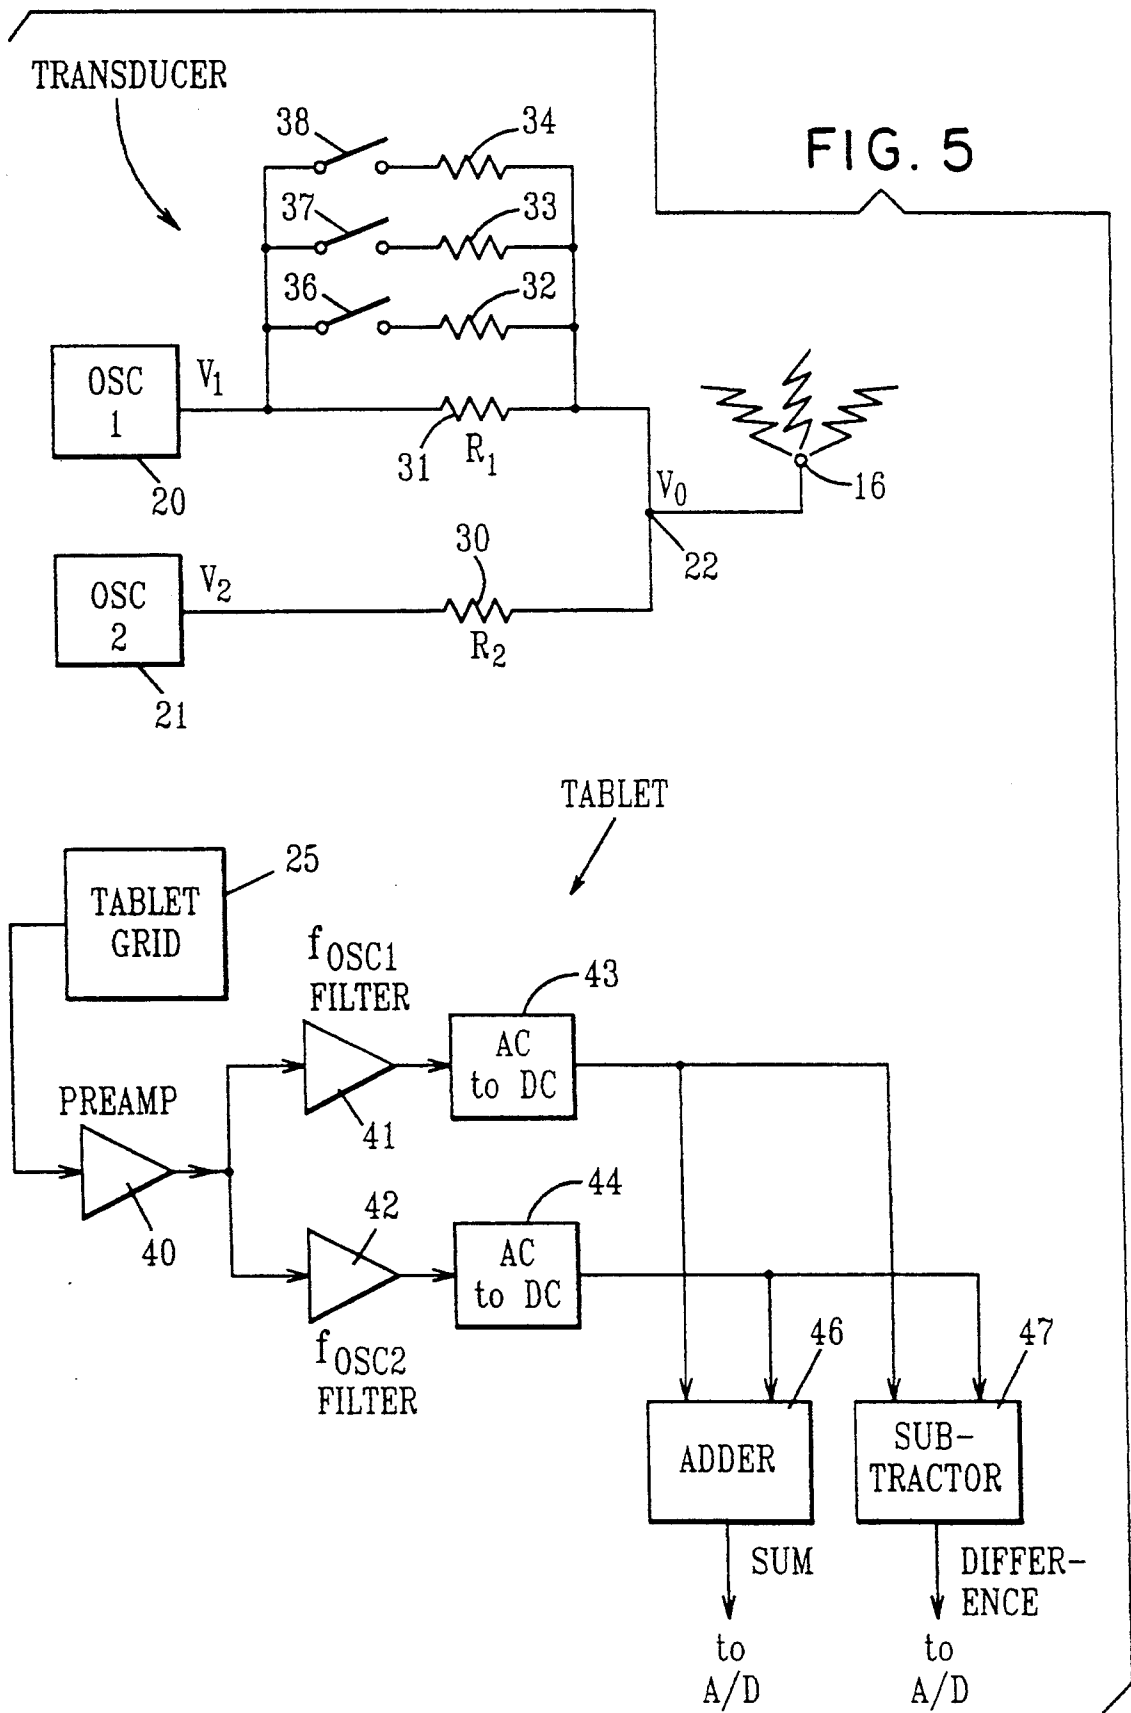 TRANSDUCER
FIG. 5
38
34
37
33
36
32
OSC
1
V1
31
R1
20
V0
16
22
OSC
2
V2
30
R2
21
TABLET
TABLET
GRID
25
fOSC1
FILTER
43
AC
to DC
PREAMP
41
40
42
44
AC
to DC
fOSC2
FILTER
46
47
ADDER
SUB-
TRACTOR
SUM
DIFFER-
ENCE
to
A/D
to
A/D